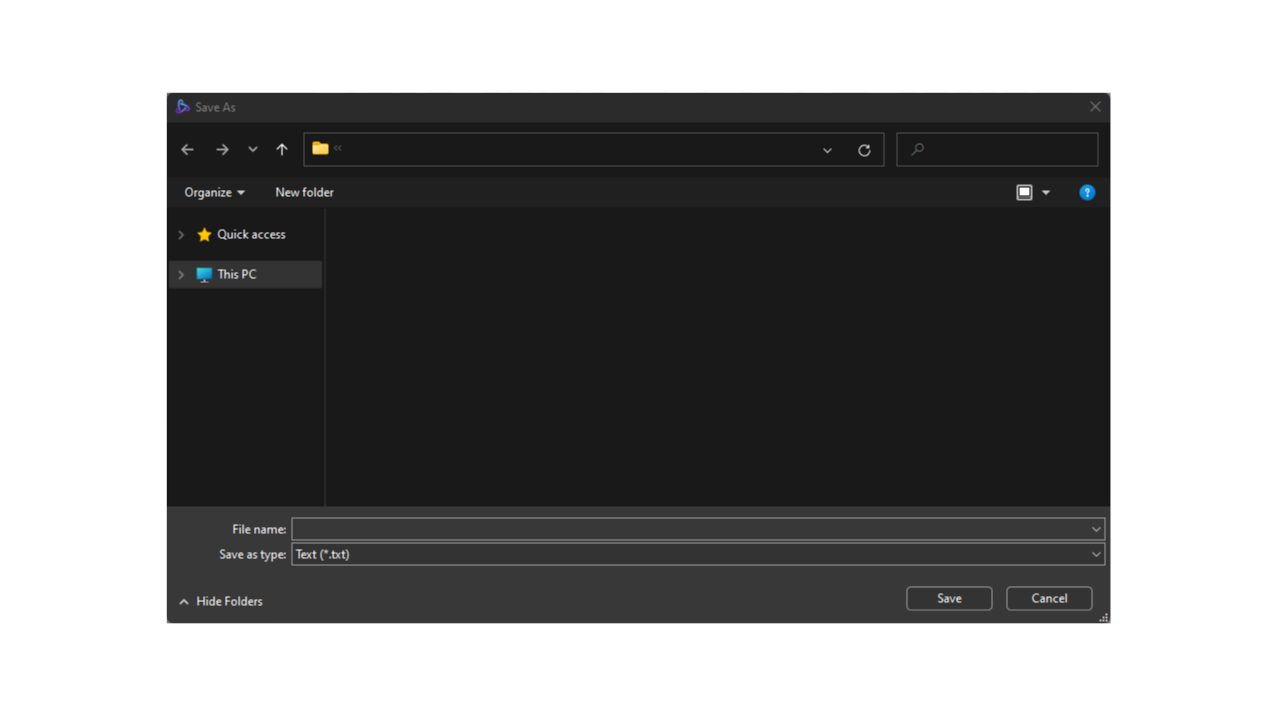 Save As
«
Organize
New folder
?
Quick access
This PC
File name:
Save as type: Text (*.txt)
Hide Folders
Save
Cancel